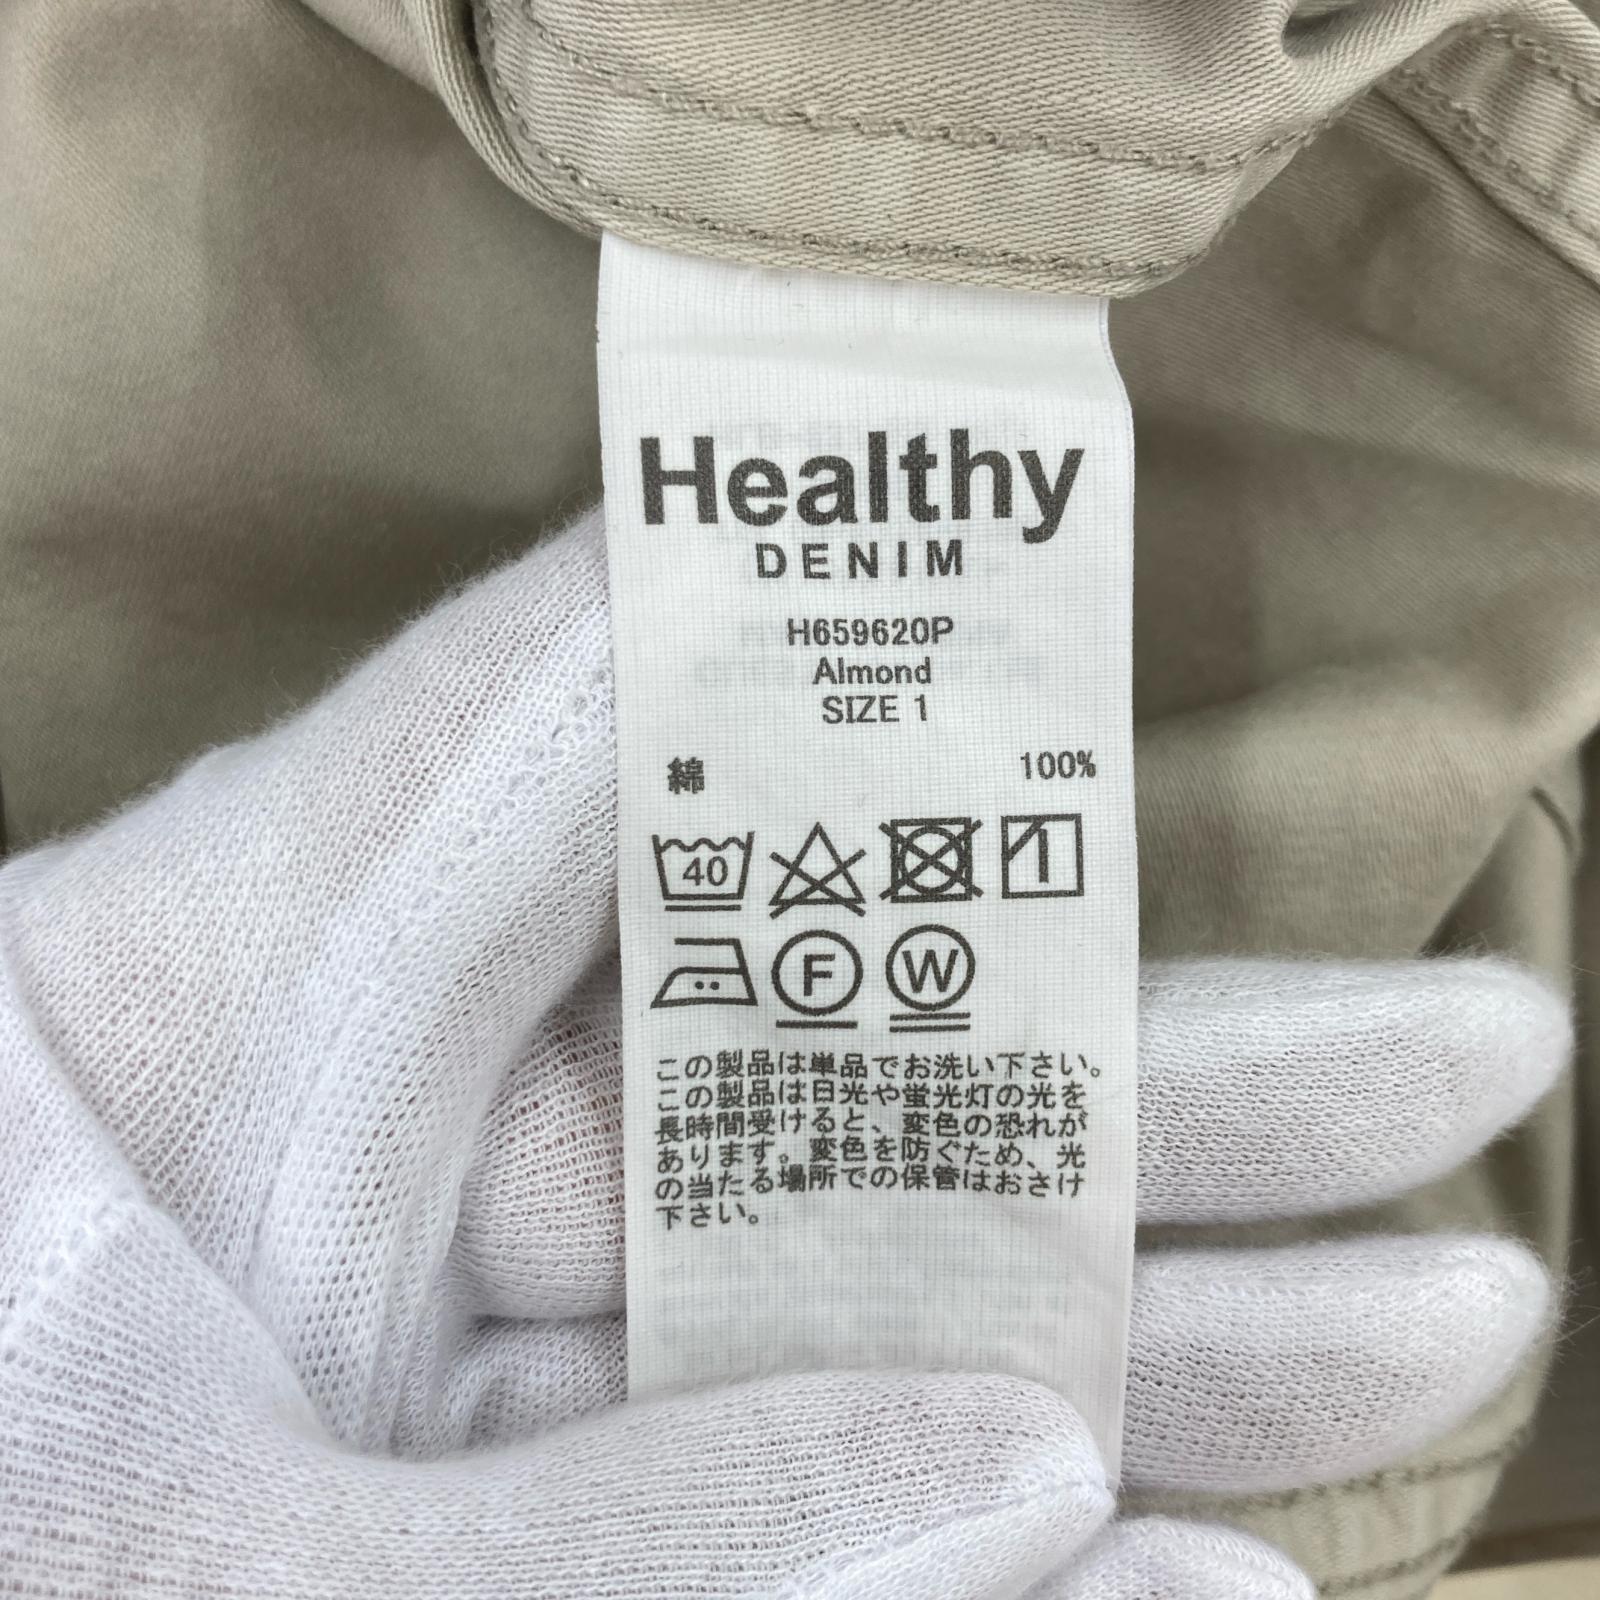 Healthy
DENIM
H659620P
Almond
SIZE 1
綿 100%
40
F W
この製品は単品でお洗い下さい。
この製品は日光や蛍光灯の光を
長時間受けると、変色の恐れが
あります。変色を防ぐため、光
の当たる場所での保管はおさけ
下さい。